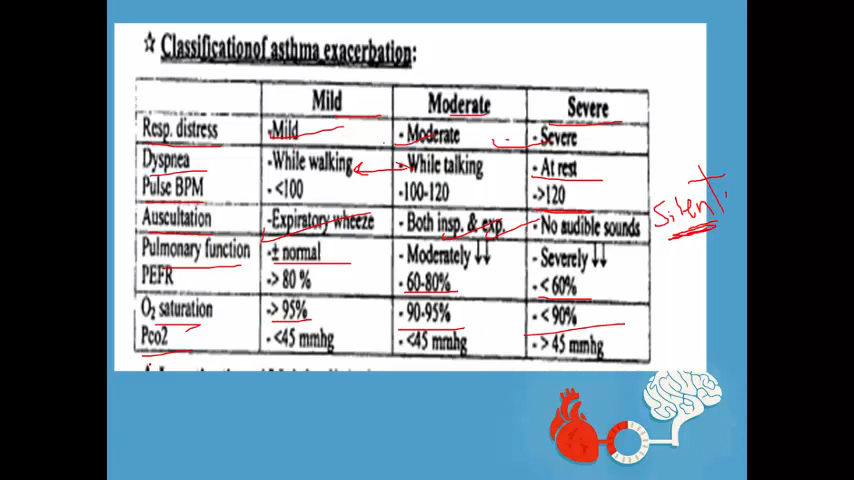 ☆ Classificationof asthma exacerbation:
Mild Moderate Severe
Resp. distress -Mild - Moderate - Severe
Dyspnea -While walking - While talking - At rest
Pulse BPM - <100 -100-120 ->120
Auscultation -Expiratory wheeze - Both insp. & exp. - No audible sounds
Silent
Pulmonary function -± normal - Moderately ↓↓ - Severely ↓↓
PEFR -> 80 % - 60-80% - < 60%
O2 saturation -> 95% - 90-95% - < 90%
Pco2 - <45 mmhg - <45 mmhg - > 45 mmhg